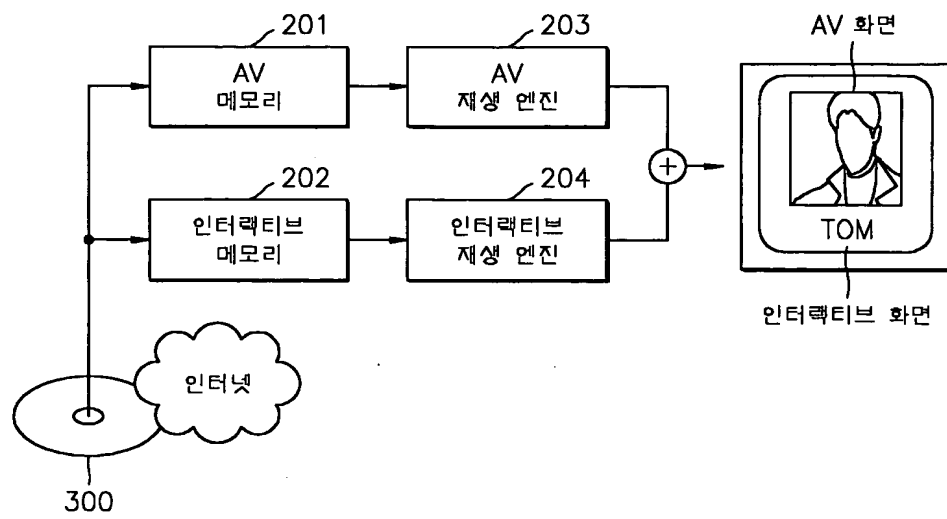 201
AV
메모리
203
AV
재생 엔진
AV 화면
202
인터랙티브
메모리
204
인터랙티브
재생 엔진
TOM
인터랙티브 화면
인터넷
300